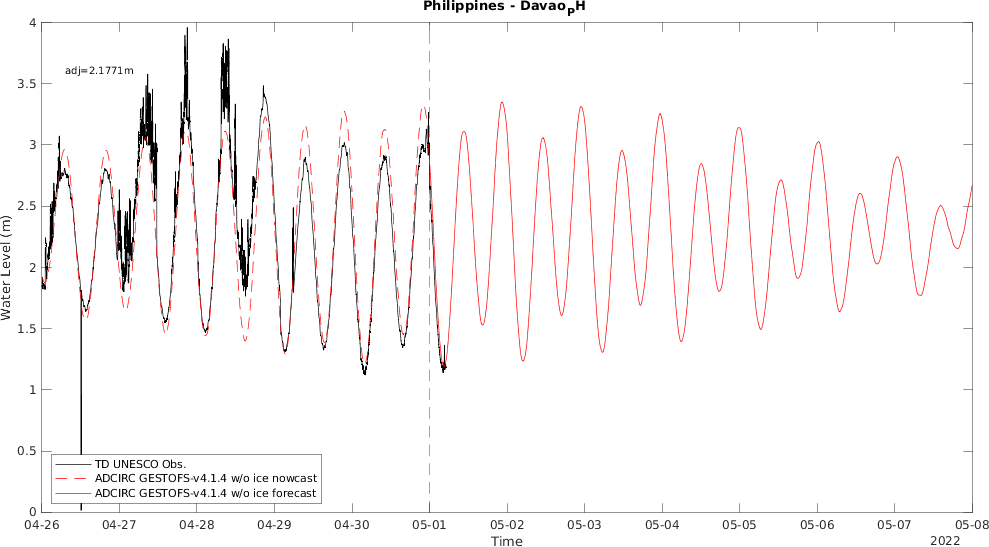 Philippines - DavaoPH
4
3.5
3
2.5
2
1.5
1
0.5
0
Water Level (m)
adj=2.1771m
TD UNESCO Obs.
ADCIRC GESTOFS-v4.1.4 w/o ice nowcast
ADCIRC GESTOFS-v4.1.4 w/o ice forecast
04-26 04-27 04-28 04-29 04-30 05-01 05-02 05-03 05-04 05-05 05-06 05-07 05-08
Time
2022